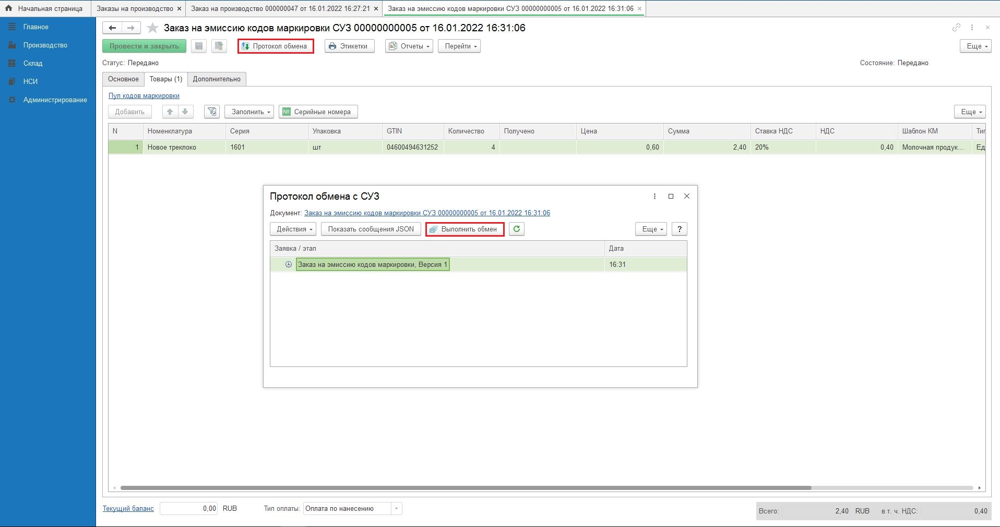 Начальная страница
Заказы на производство ×
Заказ на производство 000000047 от 16.01.2022 16:27:21 ×
Заказ на эмиссию кодов маркировки СУЗ 00000000005 от 16.01.2022 16:31:06 ×
Главное
Производство
Склад
НСИ
Администрирование
Заказ на эмиссию кодов маркировки СУЗ 00000000005 от 16.01.2022 16:31:06
Провести и закрыть
Протокол обмена
Этикетки
Отчеты
Перейти
Еще
Статус: Передано
Состояние: Передано
Основное
Товары (1)
Дополнительно
Пул кодов маркировки
Добавить
Заполнить
№ Серийные номера
Еще
N Номенклатура Серия Упаковка GTIN Количество Получено Цена Сумма Ставка НДС НДС Шаблон КМ Тип
1 Новое треклоко 1601 шт 04600494631252 4 0,60 2,40 20% 0,40 Молочная продук... Ед
Протокол обмена с СУЗ
Документ: Заказ на эмиссию кодов маркировки СУЗ 00000000005 от 16.01.2022 16:31:06
Действия
Показать сообщения JSON
Выполнить обмен
Еще
?
Заявка / этап Дата
Заказ на эмиссию кодов маркировки, Версия 1 16:31
Текущий баланс 0,00 RUB
Тип оплаты: Оплата по нанесению
Всего: 2,40 RUB в т. ч. НДС: 0,40